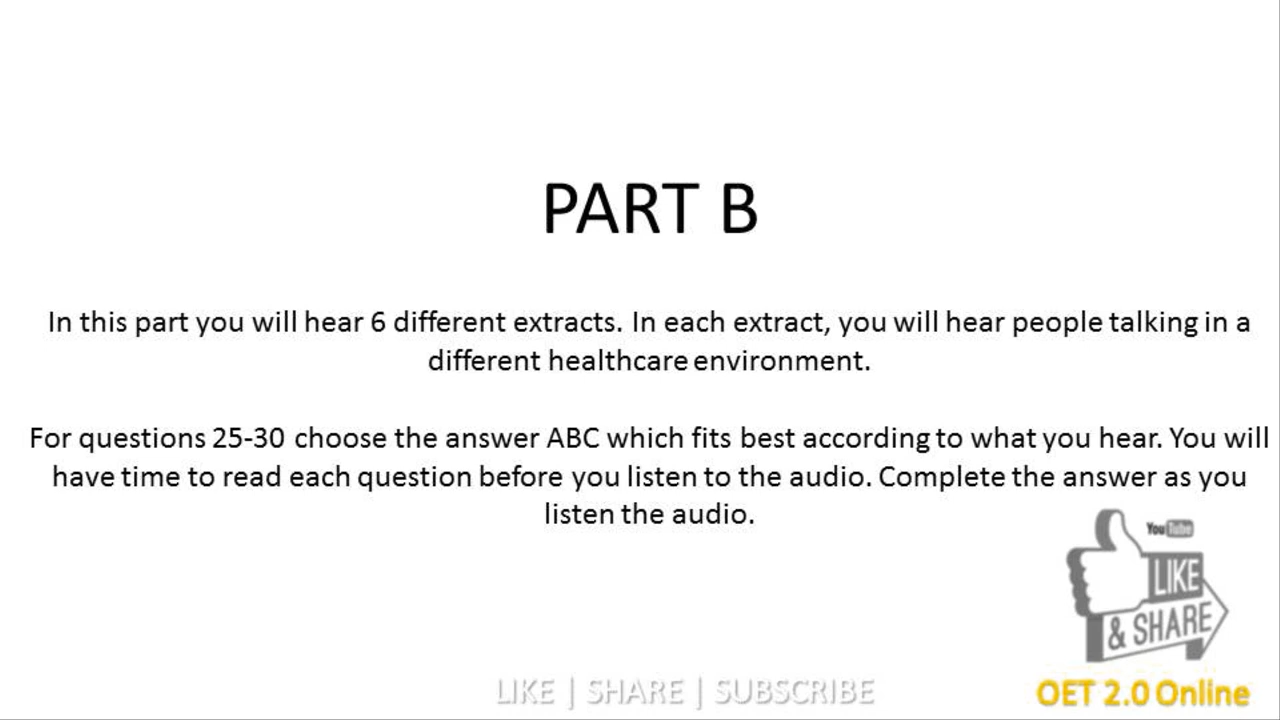 PART B
In this part you will hear 6 different extracts. In each extract, you will hear people talking in a
different healthcare environment.
For questions 25-30 choose the answer ABC which fits best according to what you hear. You will
have time to read each question before you listen to the audio. Complete the answer as you
listen the audio.
YouTube
LIKE
& SHARE
LIKE | SHARE | SUBSCRIBE
OET 2.0 Online